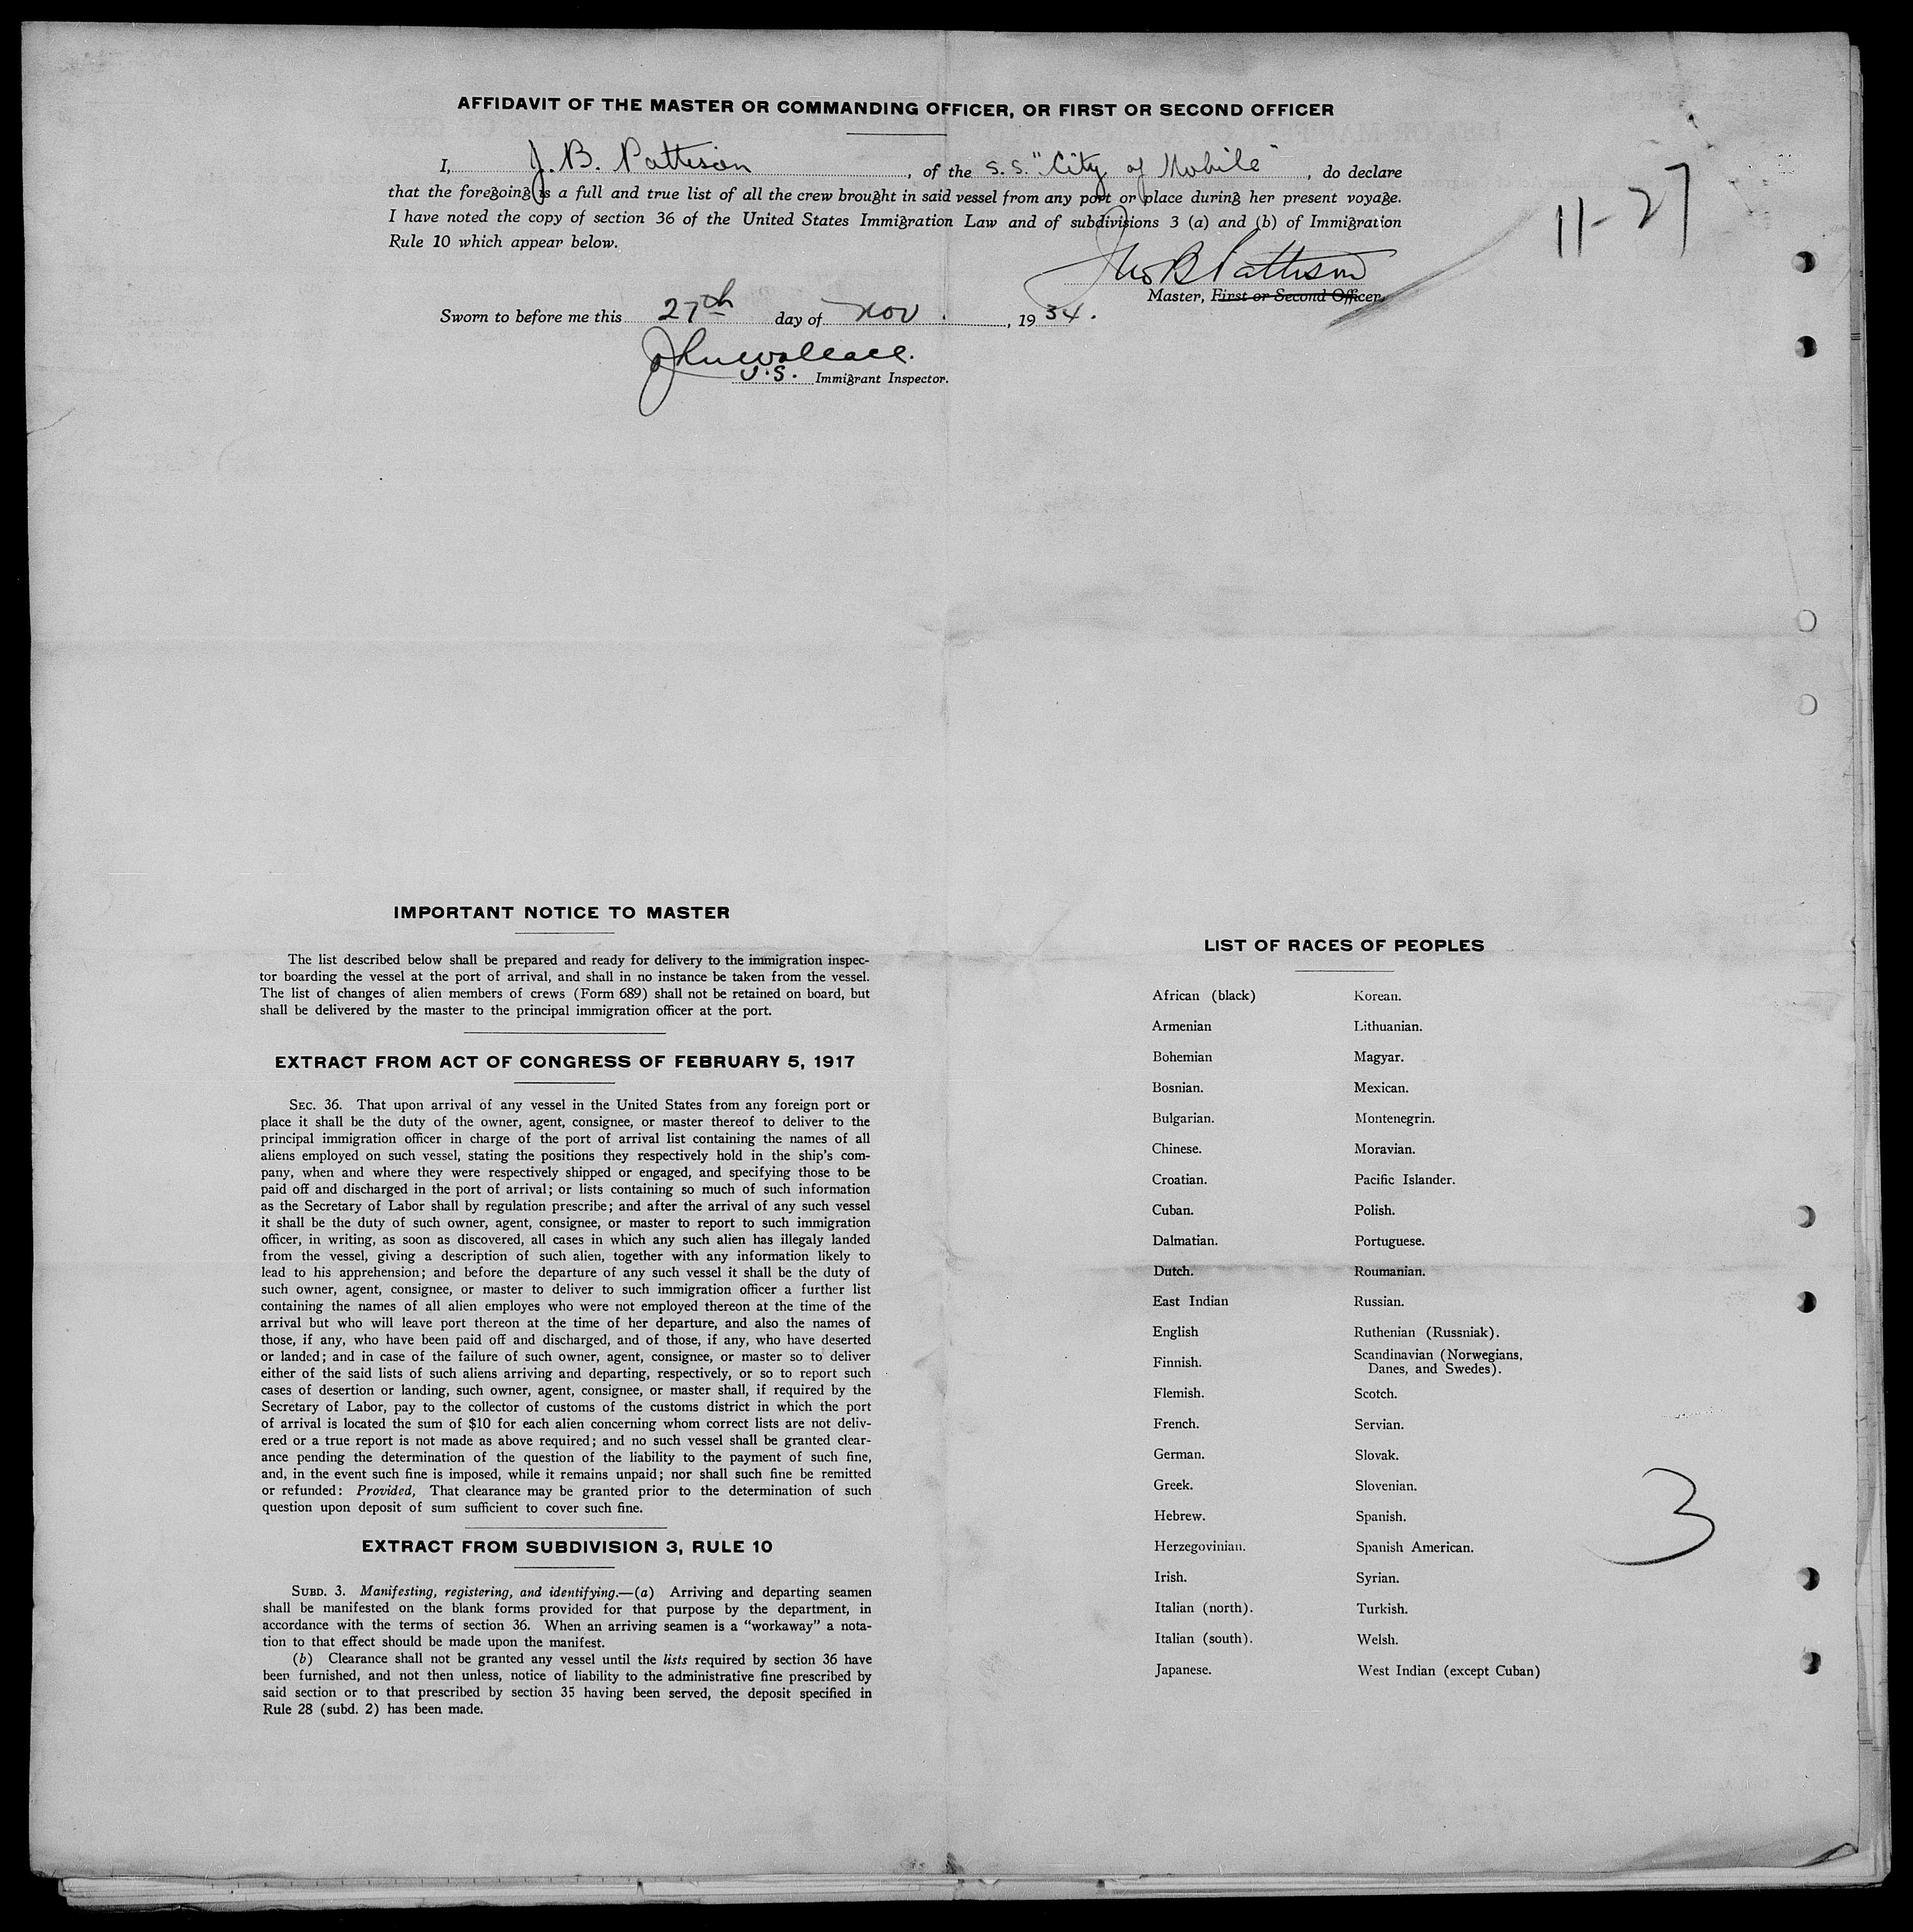 AFFIDAVIT OF THE MASTER OR COMMANDING OFFICER, OR FIRST OR SECOND OFFICER
I, J. B. Pattison, of the S.S. "City of Mobile", do declare
that the foregoing is a full and true list of all the crew brought in said vessel from any port or place during her present voyage.
I have noted the copy of section 36 of the United States Immigration Law and of subdivisions 3 (a) and (b) of Immigration
Rule 10 which appear below.
11-27
Jno B Pattison
Master, First or Second Officer.
Sworn to before me this 27th day of Nov., 1934.
John Wallace.
U.S. Immigrant Inspector.
IMPORTANT NOTICE TO MASTER
The list described below shall be prepared and ready for delivery to the immigration inspec-
tor boarding the vessel at the port of arrival, and shall in no instance be taken from the vessel.
The list of changes of alien members of crews (Form 689) shall not be retained on board, but
shall be delivered by the master to the principal immigration officer at the port.
EXTRACT FROM ACT OF CONGRESS OF FEBRUARY 5, 1917
SEC. 36. That upon arrival of any vessel in the United States from any foreign port or
place it shall be the duty of the owner, agent, consignee, or master thereof to deliver to the
principal immigration officer in charge of the port of arrival list containing the names of all
aliens employed on such vessel, stating the positions they respectively hold in the ship's com-
pany, when and where they were respectively shipped or engaged, and specifying those to be
paid off and discharged in the port of arrival; or lists containing so much of such information
as the Secretary of Labor shall by regulation prescribe; and after the arrival of any such vessel
it shall be the duty of such owner, agent, consignee, or master to report to such immigration
officer, in writing, as soon as discovered, all cases in which any such alien has illegaly landed
from the vessel, giving a description of such alien, together with any information likely to
lead to his apprehension; and before the departure of any such vessel it shall be the duty of
such owner, agent, consignee, or master to deliver to such immigration officer a further list
containing the names of all alien employes who were not employed thereon at the time of the
arrival but who will leave port thereon at the time of her departure, and also the names of
those, if any, who have been paid off and discharged, and of those, if any, who have deserted
or landed; and in case of the failure of such owner, agent, consignee, or master so to deliver
either of the said lists of such aliens arriving and departing, respectively, or so to report such
cases of desertion or landing, such owner, agent, consignee, or master shall, if required by the
Secretary of Labor, pay to the collector of customs of the customs district in which the port
of arrival is located the sum of $10 for each alien concerning whom correct lists are not deliv-
ered or a true report is not made as above required; and no such vessel shall be granted clear-
ance pending the determination of the question of the liability to the payment of such fine,
and, in the event such fine is imposed, while it remains unpaid; nor shall such fine be remitted
or refunded: Provided, That clearance may be granted prior to the determination of such
question upon deposit of sum sufficient to cover such fine.
EXTRACT FROM SUBDIVISION 3, RULE 10
SUBD. 3. Manifesting, registering, and identifying.—(a) Arriving and departing seamen
shall be manifested on the blank forms provided for that purpose by the department, in
accordance with the terms of section 36. When an arriving seamen is a "workaway" a nota-
tion to that effect should be made upon the manifest.
(b) Clearance shall not be granted any vessel until the lists required by section 36 have
been furnished, and not then unless, notice of liability to the administrative fine prescribed by
said section or to that prescribed by section 35 having been served, the deposit specified in
Rule 28 (subd. 2) has been made.
LIST OF RACES OF PEOPLES
African (black)
Armenian
Bohemian
Bosnian.
Bulgarian.
Chinese.
Croatian.
Cuban.
Dalmatian.
Dutch.
East Indian
English
Finnish.
Flemish.
French.
German.
Greek.
Hebrew.
Herzegovinian.
Irish.
Italian (north).
Italian (south).
Japanese.
Korean.
Lithuanian.
Magyar.
Mexican.
Montenegrin.
Moravian.
Pacific Islander.
Polish.
Portuguese.
Roumanian.
Russian.
Ruthenian (Russniak).
Scandinavian (Norwegians,
Danes, and Swedes).
Scotch.
Servian.
Slovak.
Slovenian.
Spanish.
Spanish American.
Syrian.
Turkish.
Welsh.
West Indian (except Cuban)
3